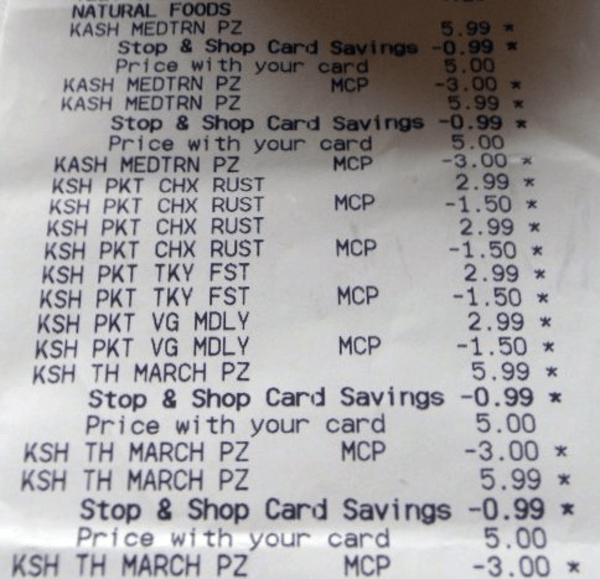 NATURAL FOODS
KASH MEDTRN PZ 5.99 *
Stop & Shop Card Savings -0.99 *
Price with your card 5.00
KASH MEDTRN PZ MCP -3.00 *
KASH MEDTRN PZ 5.99 *
Stop & Shop Card Savings -0.99 *
Price with your card 5.00
KASH MEDTRN PZ MCP -3.00 *
KSH PKT CHX RUST 2.99 *
KSH PKT CHX RUST MCP -1.50 *
KSH PKT CHX RUST 2.99 *
KSH PKT CHX RUST MCP -1.50 *
KSH PKT TKY FST 2.99 *
KSH PKT TKY FST MCP -1.50 *
KSH PKT VG MDLY 2.99 *
KSH PKT VG MDLY MCP -1.50 *
KSH TH MARCH PZ 5.99 *
Stop & Shop Card Savings -0.99 *
Price with your card 5.00
KSH TH MARCH PZ MCP -3.00 *
KSH TH MARCH PZ 5.99 *
Stop & Shop Card Savings -0.99 *
Price with your card 5.00
KSH TH MARCH PZ MCP -3.00 *